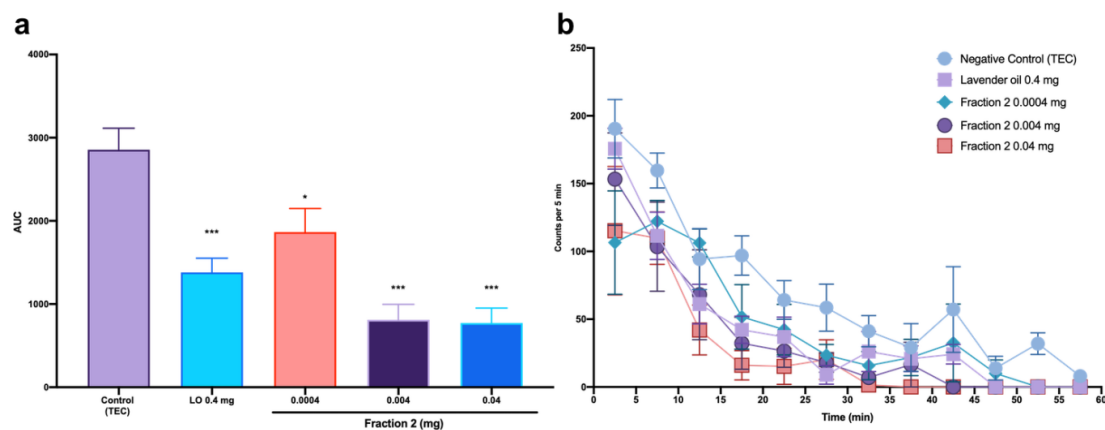 a
4000
3000
2000
1000
0
AUC
***
*
***
***
Control
(TEC)
LO 0.4 mg
0.0004
0.004
0.04
Fraction 2 (mg)
b
250
200
150
100
50
0
Counts per 5 min
Negative Control (TEC)
Lavender oil 0.4 mg
Fraction 2 0.0004 mg
Fraction 2 0.004 mg
Fraction 2 0.04 mg
0 5 10 15 20 25 30 35 40 45 50 55 60
Time (min)